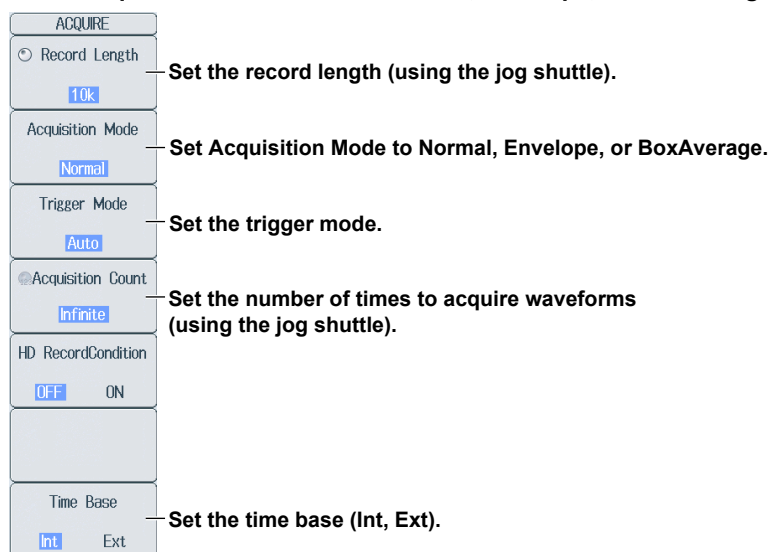 ACQUIRE
Record Length
Set the record length (using the jog shuttle).
10k
Acquisition Mode
Set Acquisition Mode to Normal, Envelope, or BoxAverage.
Normal
Trigger Mode
Set the trigger mode.
Auto
Acquisition Count
Set the number of times to acquire waveforms
(using the jog shuttle).
Infinite
HD RecordCondition
OFF ON
Time Base
Set the time base (Int, Ext).
Int Ext